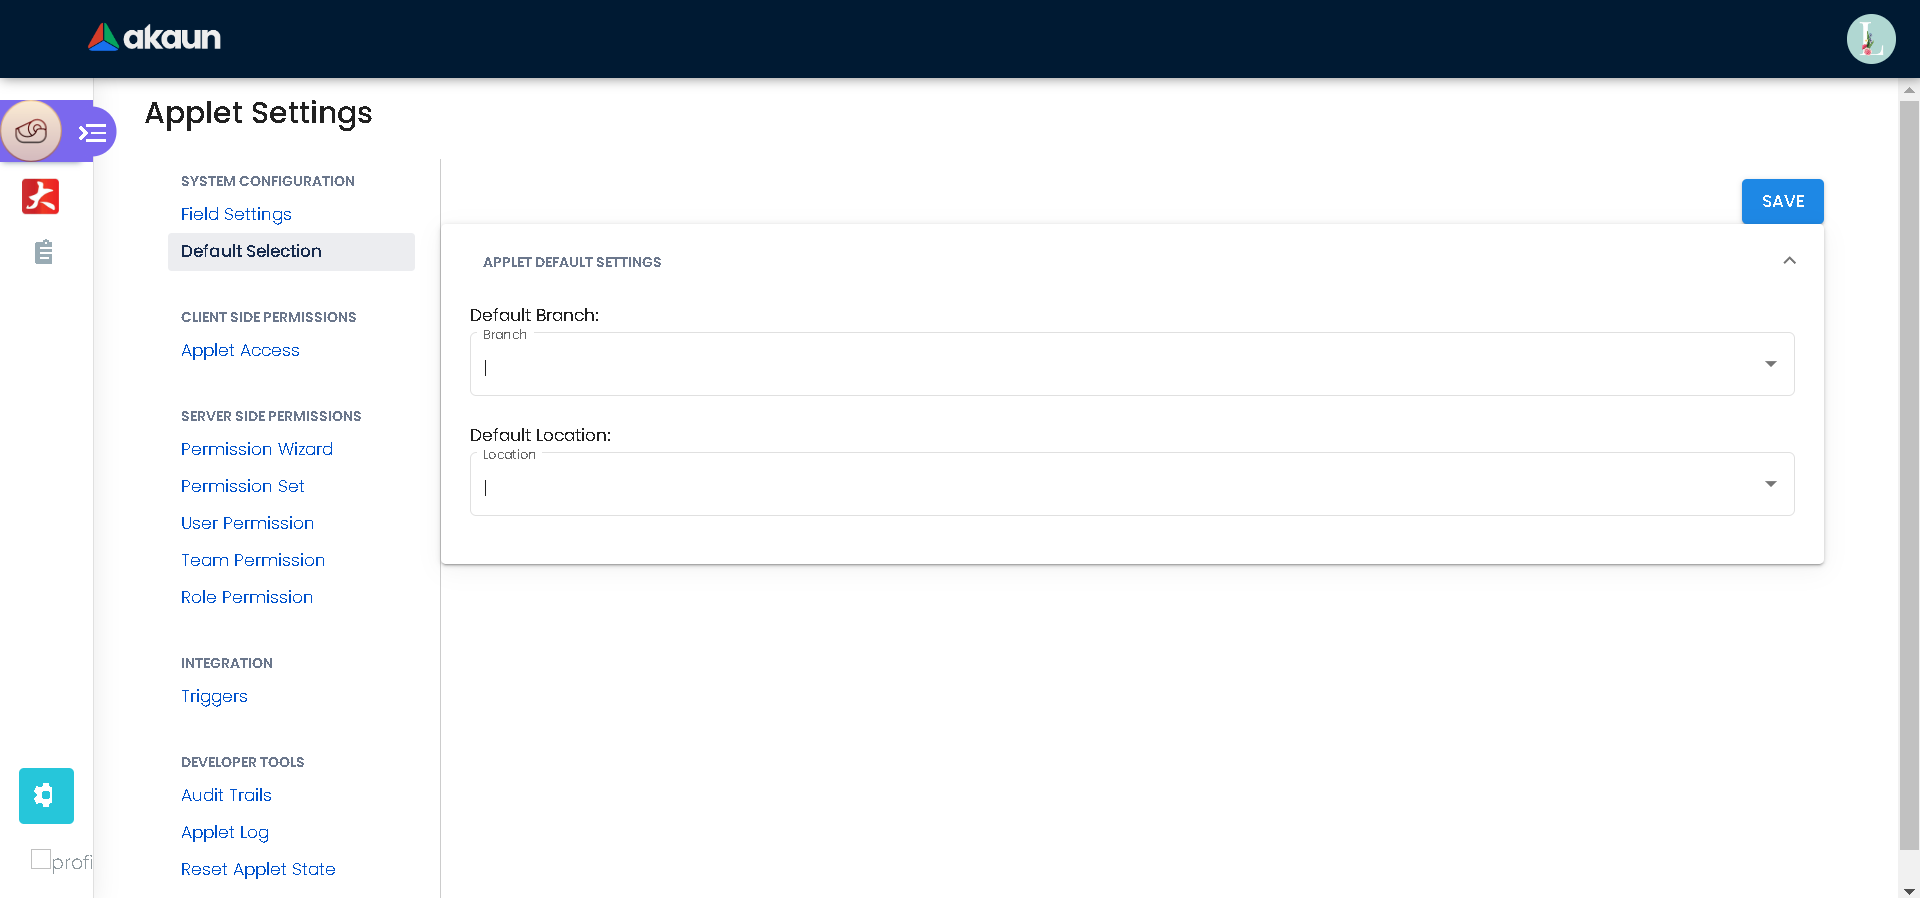 akaun
Applet Settings
SYSTEM CONFIGURATION
Field Settings
Default Selection
CLIENT SIDE PERMISSIONS
Applet Access
SERVER SIDE PERMISSIONS
Permission Wizard
Permission Set
User Permission
Team Permission
Role Permission
INTEGRATION
Triggers
DEVELOPER TOOLS
Audit Trails
Applet Log
Reset Applet State
SAVE
APPLET DEFAULT SETTINGS
Default Branch:
Branch
Default Location:
Location
profi
L